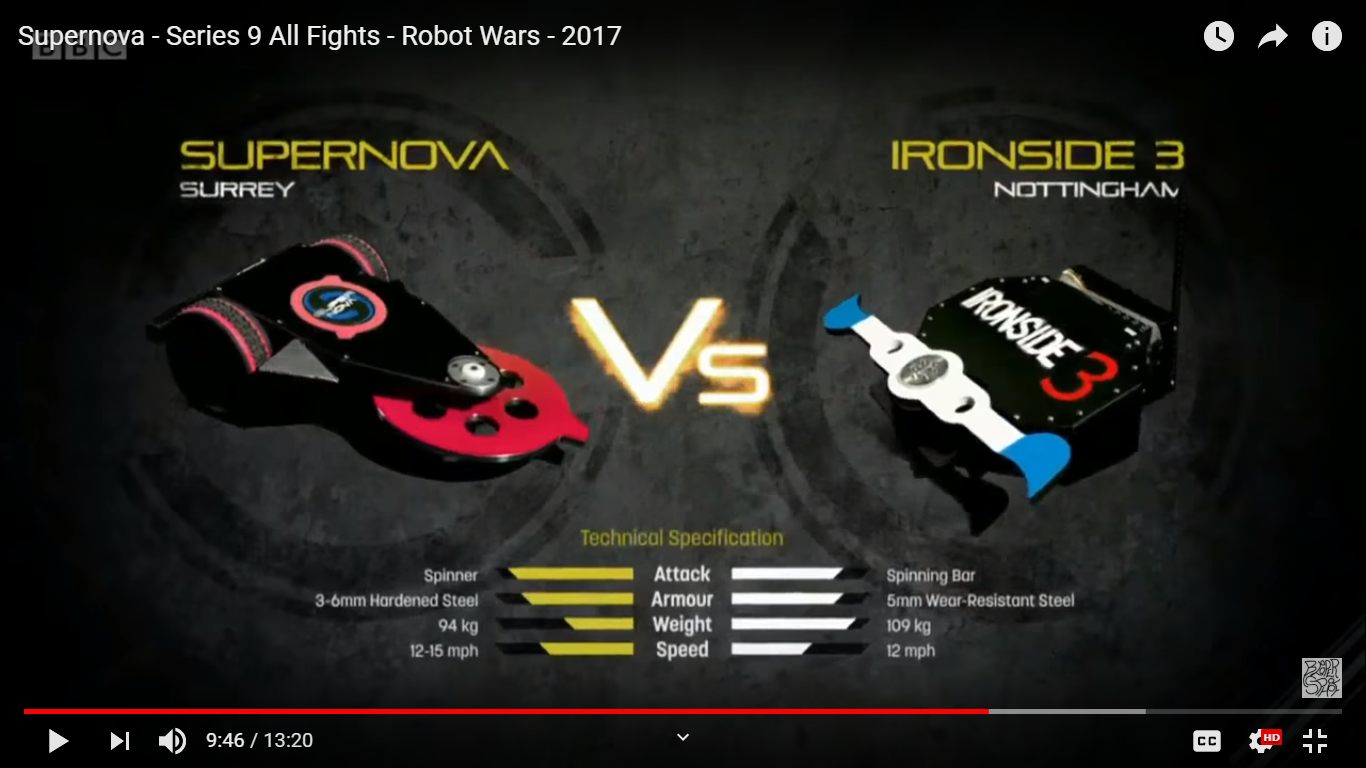 Supernova - Series 9 All Fights - Robot Wars - 2017
BBC
SUPERNOVA
SURREY
IRONSIDE 3
NOTTINGHAM
Vs
IRONSIDE
3
Technical Specification
Spinner Attack Spinning Bar
3-6mm Hardened Steel Armour 5mm Wear-Resistant Steel
94 kg Weight 109 kg
12-15 mph Speed 12 mph
9:46 / 13:20
CC
HD